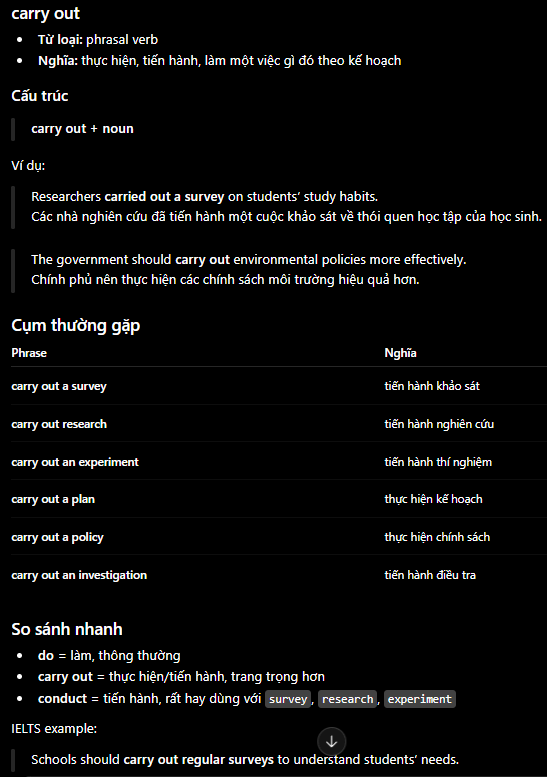 carry out
Từ loại: phrasal verb
Nghĩa: thực hiện, tiến hành, làm một việc gì đó theo kế hoạch
Cấu trúc
carry out + noun
Ví dụ:
Researchers carried out a survey on students’ study habits.
Các nhà nghiên cứu đã tiến hành một cuộc khảo sát về thói quen học tập của học sinh.
The government should carry out environmental policies more effectively.
Chính phủ nên thực hiện các chính sách môi trường hiệu quả hơn.
Cụm thường gặp
Phrase Nghĩa
carry out a survey tiến hành khảo sát
carry out research tiến hành nghiên cứu
carry out an experiment tiến hành thí nghiệm
carry out a plan thực hiện kế hoạch
carry out a policy thực hiện chính sách
carry out an investigation tiến hành điều tra
So sánh nhanh
do = làm, thông thường
carry out = thực hiện/tiến hành, trang trọng hơn
conduct = tiến hành, rất hay dùng với survey, research, experiment
IELTS example:
Schools should carry out regular surveys to understand students’ needs.